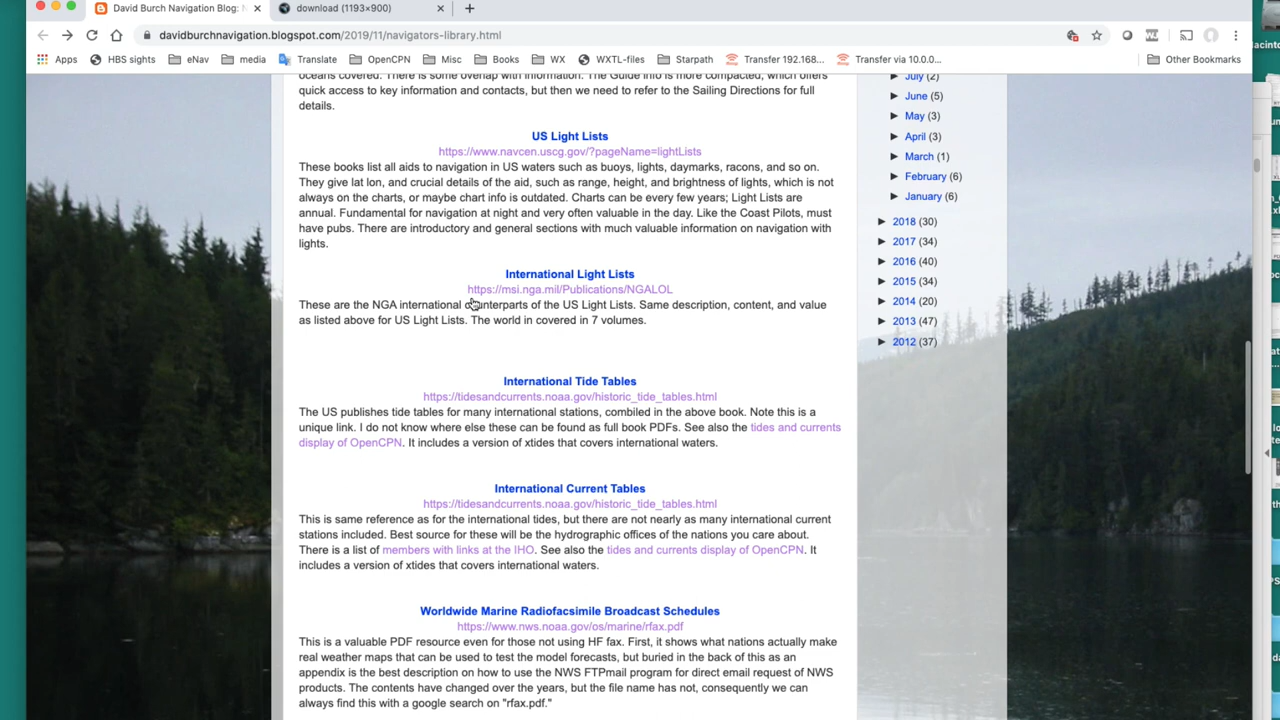 David Burch Navigation Blog: N
download (1193×900)
davidburchnavigation.blogspot.com/2019/11/navigators-library.html
Apps HBS sights eNav media Translate OpenCPN Misc Books WX WXTL-files Starpath Transfer 192.168... Transfer via 10.0.0... Other Bookmarks
oceans covered. There is some overlap with information. The Guide info is more compacted, which offers
quick access to key information and contacts, but then we need to refer to the Sailing Directions for full
details.
US Light Lists
https://www.navcen.uscg.gov/?pageName=lightLists
These books list all aids to navigation in US waters such as buoys, lights, daymarks, racons, and so on.
They give lat lon, and crucial details of the aid, such as range, height, and brightness of lights, which is not
always on the charts, or maybe chart info is outdated. Charts can be every few years; Light Lists are
annual. Fundamental for navigation at night and very often valuable in the day. Like the Coast Pilots, must
have pubs. There are introductory and general sections with much valuable information on navigation with
lights.
International Light Lists
https://msi.nga.mil/Publications/NGALOL
These are the NGA international counterparts of the US Light Lists. Same description, content, and value
as listed above for US Light Lists. The world in covered in 7 volumes.
International Tide Tables
https://tidesandcurrents.noaa.gov/historic_tide_tables.html
The US publishes tide tables for many international stations, combiled in the above book. Note this is a
unique link. I do not know where else these can be found as full book PDFs. See also the tides and currents
display of OpenCPN. It includes a version of xtides that covers international waters.
International Current Tables
https://tidesandcurrents.noaa.gov/historic_tide_tables.html
This is same reference as for the international tides, but there are not nearly as many international current
stations included. Best source for these will be the hydrographic offices of the nations you care about.
There is a list of members with links at the IHO. See also the tides and currents display of OpenCPN. It
includes a version of xtides that covers international waters.
Worldwide Marine Radiofacsimile Broadcast Schedules
https://www.nws.noaa.gov/os/marine/rfax.pdf
This is a valuable PDF resource even for those not using HF fax. First, it shows what nations actually make
real weather maps that can be used to test the model forecasts, but buried in the back of this as an
appendix is the best description on how to use the NWS FTPmail program for direct email request of NWS
products. The contents have changed over the years, but the file name has not, consequently we can
always find this with a google search on "rfax.pdf."
► July (2)
► June (5)
► May (3)
► April (3)
► March (1)
► February (6)
► January (6)
► 2018 (30)
► 2017 (34)
► 2016 (40)
► 2015 (34)
► 2014 (20)
► 2013 (47)
► 2012 (37)